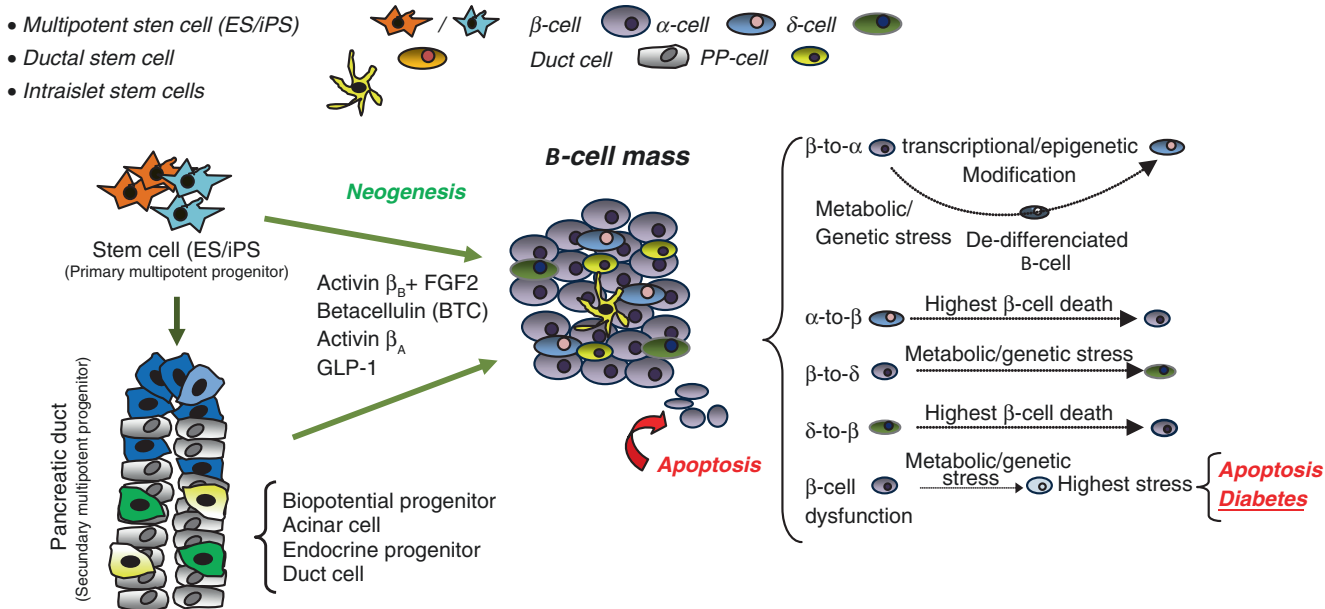 • Multipotent sten cell (ES/iPS)
/
β-cell
α-cell
δ-cell
• Ductal stem cell
Duct cell
PP-cell
• Intraislet stem cells
Stem cell (ES/iPS
(Primary multipotent progenitor)
Neogenesis
Activin βB+ FGF2
Betacellulin (BTC)
Activin βA
GLP-1
Pancreatic duct
(Secundary multipotent progenitor)
Biopotential progenitor
Acinar cell
Endocrine progenitor
Duct cell
B-cell mass
Apoptosis
β-to-α
transcriptional/epigenetic
Modification
Metabolic/
Genetic stress
De-differenciated
B-cell
α-to-β
Highest β-cell death
β-to-δ
Metabolic/genetic stress
δ-to-β
Highest β-cell death
β-cell
dysfunction
Metabolic/genetic
stress
Highest stress
Apoptosis
Diabetes